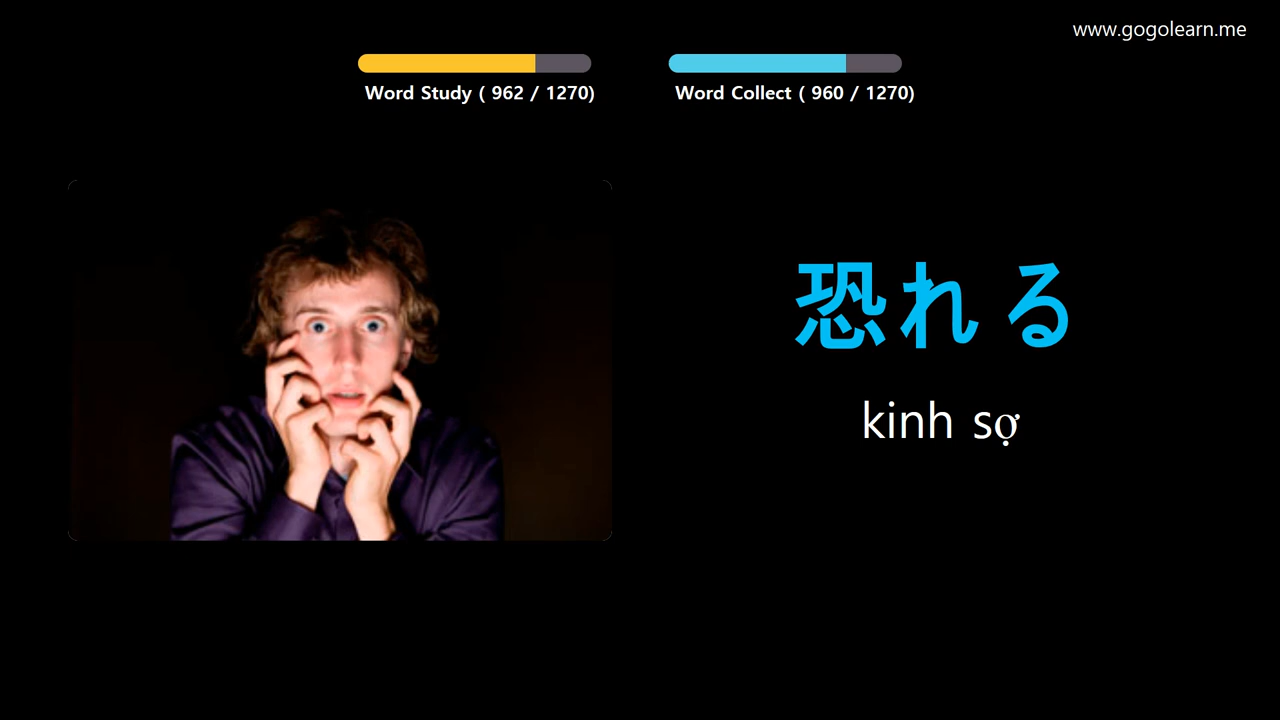 www.gogolearn.me
Word Study ( 962 / 1270)
Word Collect ( 960 / 1270)
恐れる
kinh sợ